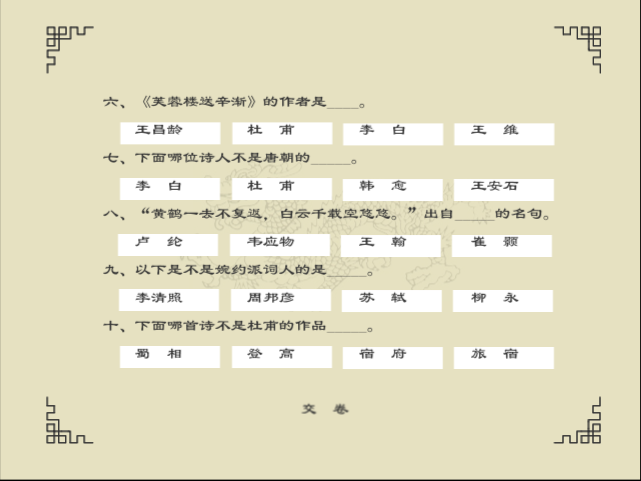 六、《芙蓉楼送辛渐》的作者是____。
王昌龄 杜 甫 李 白 王 维
七、下面哪位诗人不是唐朝的_____。
李 白 杜 甫 韩 愈 王安石
八、“黄鹤一去不复返，白云千载空悠悠。”出自_____的名句。
卢 纶 韦应物 王 翰 崔 颢
九、以下是不是婉约派词人的是_____。
李清照 周邦彦 苏 轼 柳 永
十、下面哪首诗不是杜甫的作品_____。
蜀 相 登 高 宿 府 旅 宿
交 卷